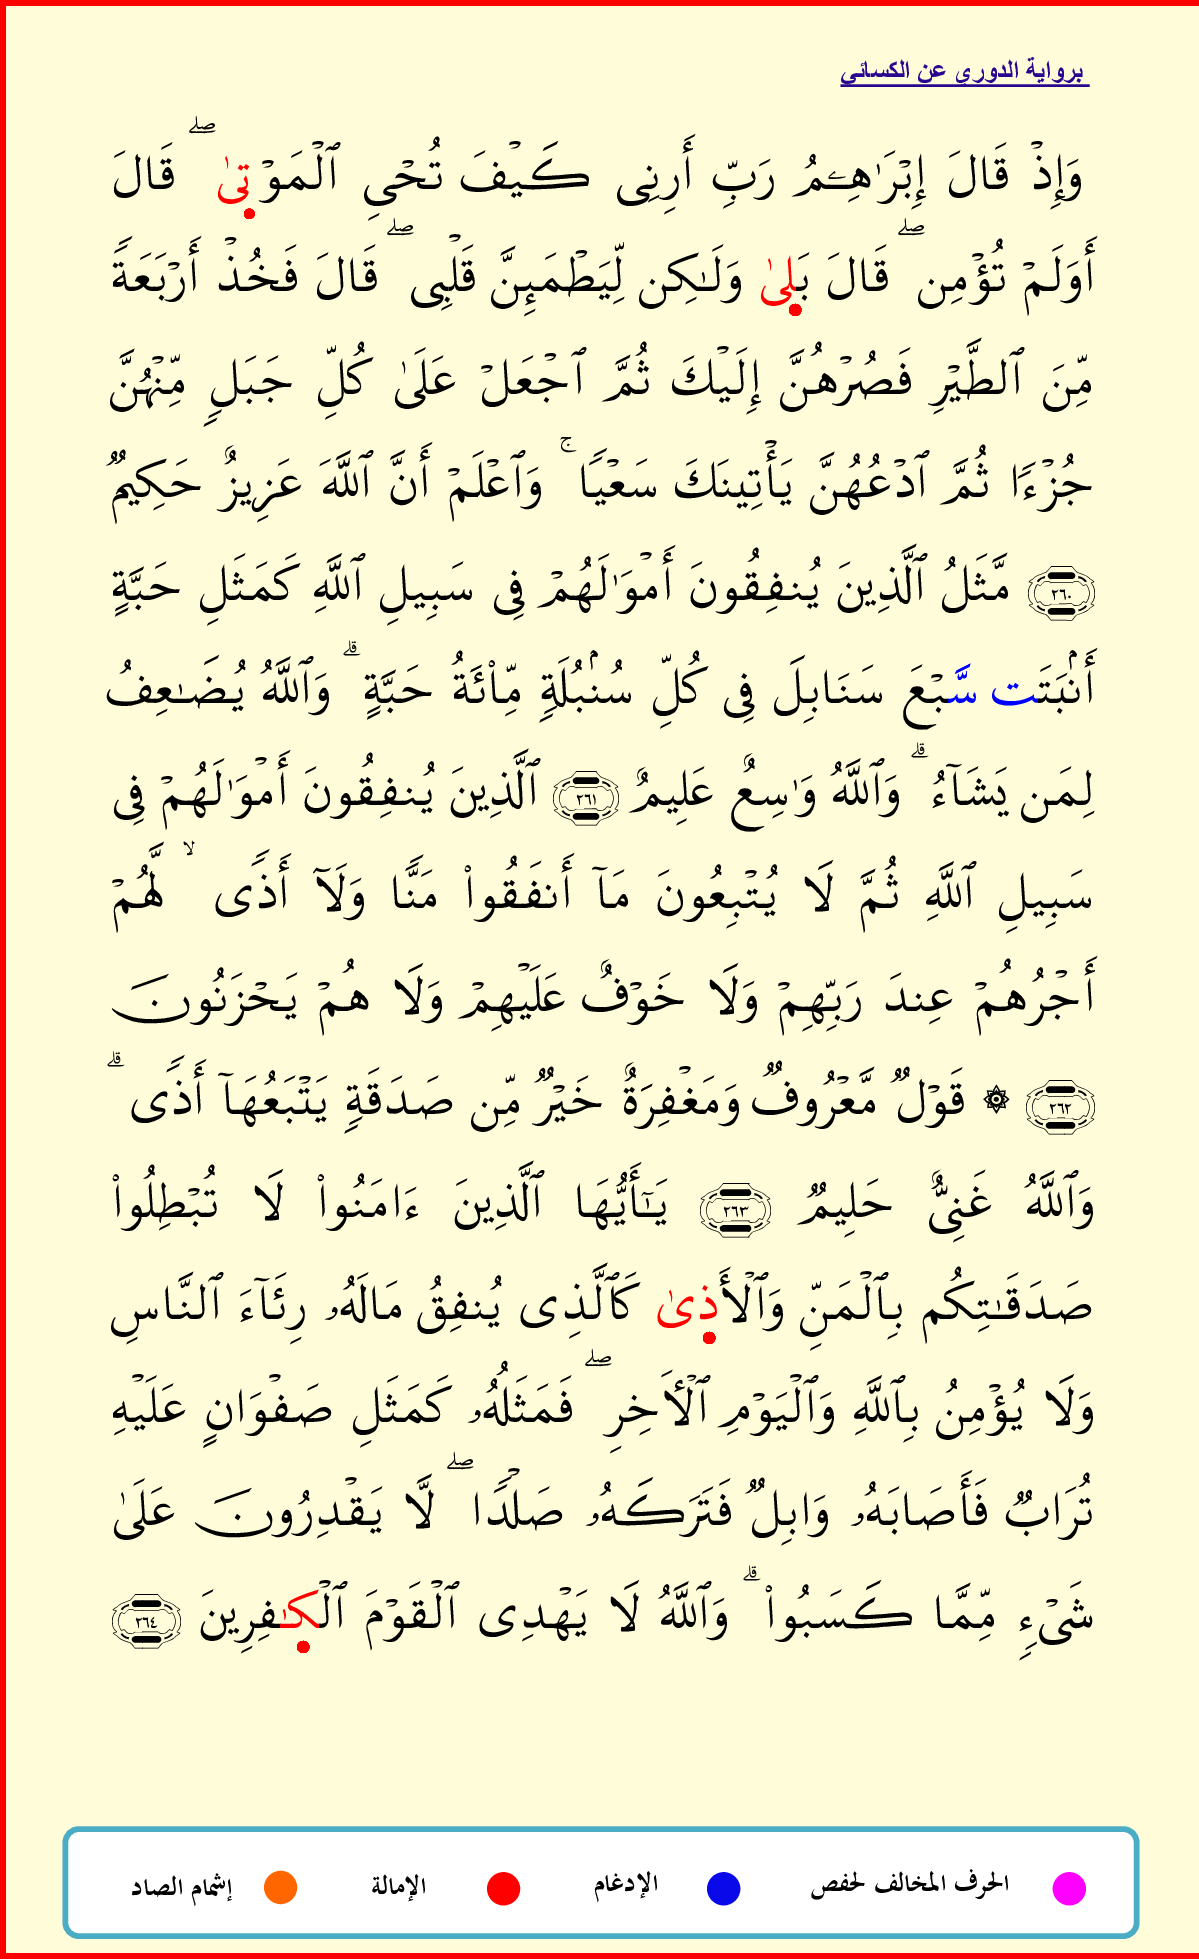 برواية الدوري عن الكسائي
وَإِذۡ قَالَ إِبۡرَٰهِـۧمُ رَبِّ أَرِنِي كَيۡفَ تُحۡيِ ٱلۡمَوۡتىٰۖ قَالَ
أَوَلَمۡ تُؤۡمِنۖ قَالَ بَلىٰ وَلَٰكِن لِّيَطۡمَئِنَّ قَلۡبِيۖ قَالَ فَخُذۡ أَرۡبَعَةٗ
مِّنَ ٱلطَّيۡرِ فَصُرۡهُنَّ إِلَيۡكَ ثُمَّ ٱجۡعَلۡ عَلَىٰ كُلِّ جَبَلٖ مِّنۡهُنَّ
جُزۡءٗا ثُمَّ ٱدۡعُهُنَّ يَأۡتِينَكَ سَعۡيٗاۚ وَٱعۡلَمۡ أَنَّ ٱللَّهَ عَزِيزٌ حَكِيمٞ
٢٦٠ مَّثَلُ ٱلَّذِينَ يُنفِقُونَ أَمۡوَٰلَهُمۡ فِي سَبِيلِ ٱللَّهِ كَمَثَلِ حَبَّةٍ
أَنۢبَتَت سَّبۡعَ سَنَابِلَ فِي كُلِّ سُنۢبُلَةٖ مِّاْئَةُ حَبَّةٖۗ وَٱللَّهُ يُضَٰعِفُ
لِمَن يَشَآءُۗ وَٱللَّهُ وَٰسِعٌ عَلِيمٌ ٢٦١ ٱلَّذِينَ يُنفِقُونَ أَمۡوَٰلَهُمۡ فِي
سَبِيلِ ٱللَّهِ ثُمَّ لَا يُتۡبِعُونَ مَآ أَنفَقُواْ مَنّٗا وَلَآ أَذٗى ۙ لَّهُمۡ
أَجۡرُهُمۡ عِندَ رَبِّهِمۡ وَلَا خَوۡفٌ عَلَيۡهِمۡ وَلَا هُمۡ يَحۡزَنُونَ
٢٦٢ ۞ قَوۡلٞ مَّعۡرُوفٞ وَمَغۡفِرَةٌ خَيۡرٞ مِّن صَدَقَةٖ يَتۡبَعُهَآ أَذٗى ۗ
وَٱللَّهُ غَنِيٌّ حَلِيمٞ ٢٦٣ يَٰٓأَيُّهَا ٱلَّذِينَ ءَامَنُواْ لَا تُبۡطِلُواْ
صَدَقَٰتِكُم بِٱلۡمَنِّ وَٱلۡأَذىٰ كَٱلَّذِي يُنفِقُ مَالَهُۥ رِئَآءَ ٱلنَّاسِ
وَلَا يُؤۡمِنُ بِٱللَّهِ وَٱلۡيَوۡمِ ٱلۡأٓخِرِۖ فَمَثَلُهُۥ كَمَثَلِ صَفۡوَانٍ عَلَيۡهِ
تُرَابٞ فَأَصَابَهُۥ وَابِلٞ فَتَرَكَهُۥ صَلۡدٗاۖ لَّا يَقۡدِرُونَ عَلَىٰ
شَيۡءٖ مِّمَّا كَسَبُواْۗ وَٱللَّهُ لَا يَهۡدِي ٱلۡقَوۡمَ ٱلۡكٰفِرِينَ ٢٦٤
الحرف المخالف لحفص الإدغام الإمالة إشمام الصاد